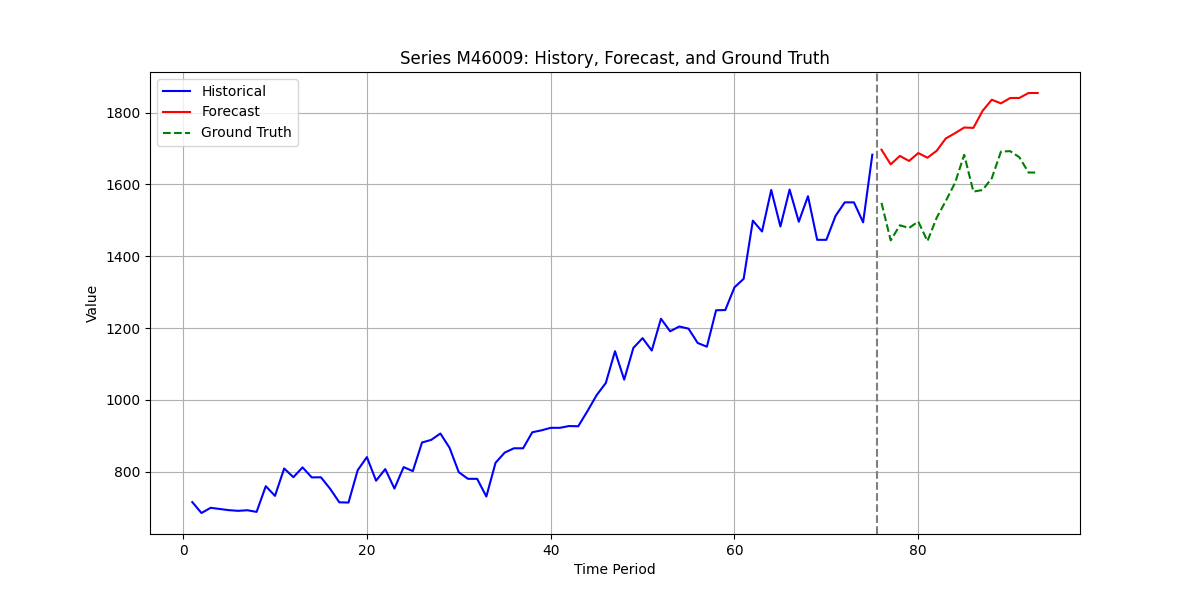 Series M46009: History, Forecast, and Ground Truth
Historical
Forecast
Ground Truth
1800
1600
1400
1200
1000
800
Value
0 20 40 60 80
Time Period